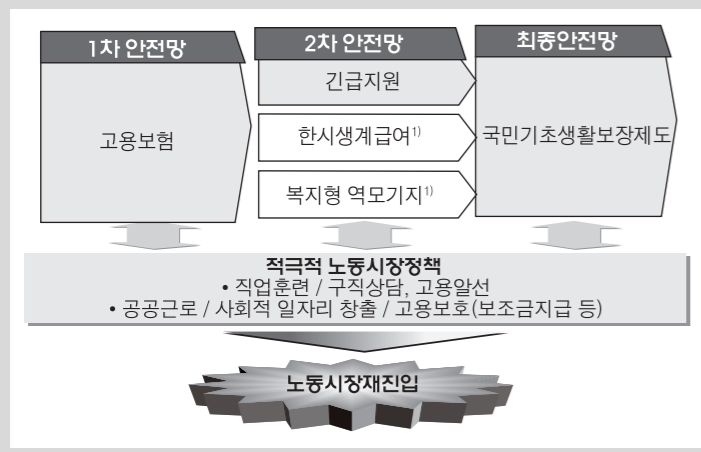 1차 안전망
2차 안전망
최종안전망
고용보험
긴급지원
한시생계급여1)
복지형 역모기지1)
국민기초생활보장제도
적극적 노동시장정책
• 직업훈련 / 구직상담, 고용알선
• 공공근로 / 사회적 일자리 창출 / 고용보호(보조금지급 등)
노동시장재진입